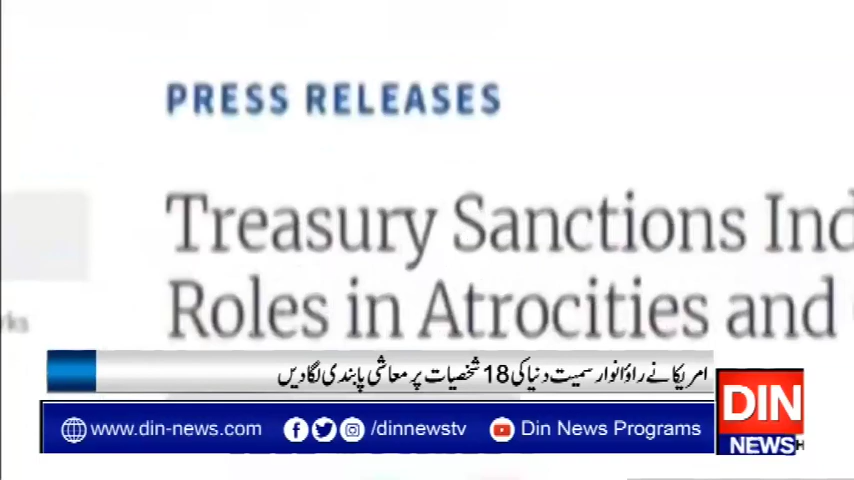 PRESS RELEASES
Treasury Sanctions Ind
Roles in Atrocities and
rks
امریکا نے راؤ انوار سمیت دنیا کی 18 شخصیات پر معاشی پابندی لگادیں
www.din-news.com /dinnewstv Din News Programs
DIN
NEWS H